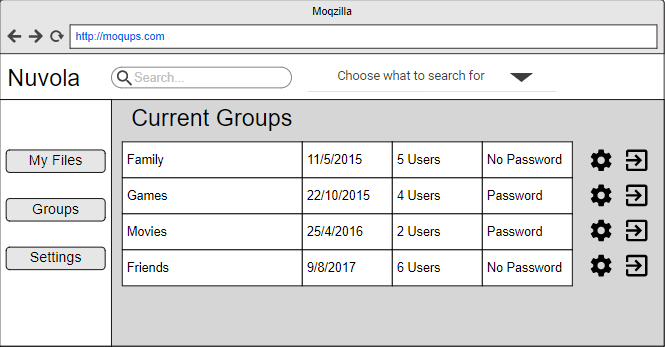 Moqzilla
http://moqups.com
Nuvola
Search...
Choose what to search for
Current Groups
My Files
Groups
Settings
Family 11/5/2015 5 Users No Password
Games 22/10/2015 4 Users Password
Movies 25/4/2016 2 Users Password
Friends 9/8/2017 6 Users No Password